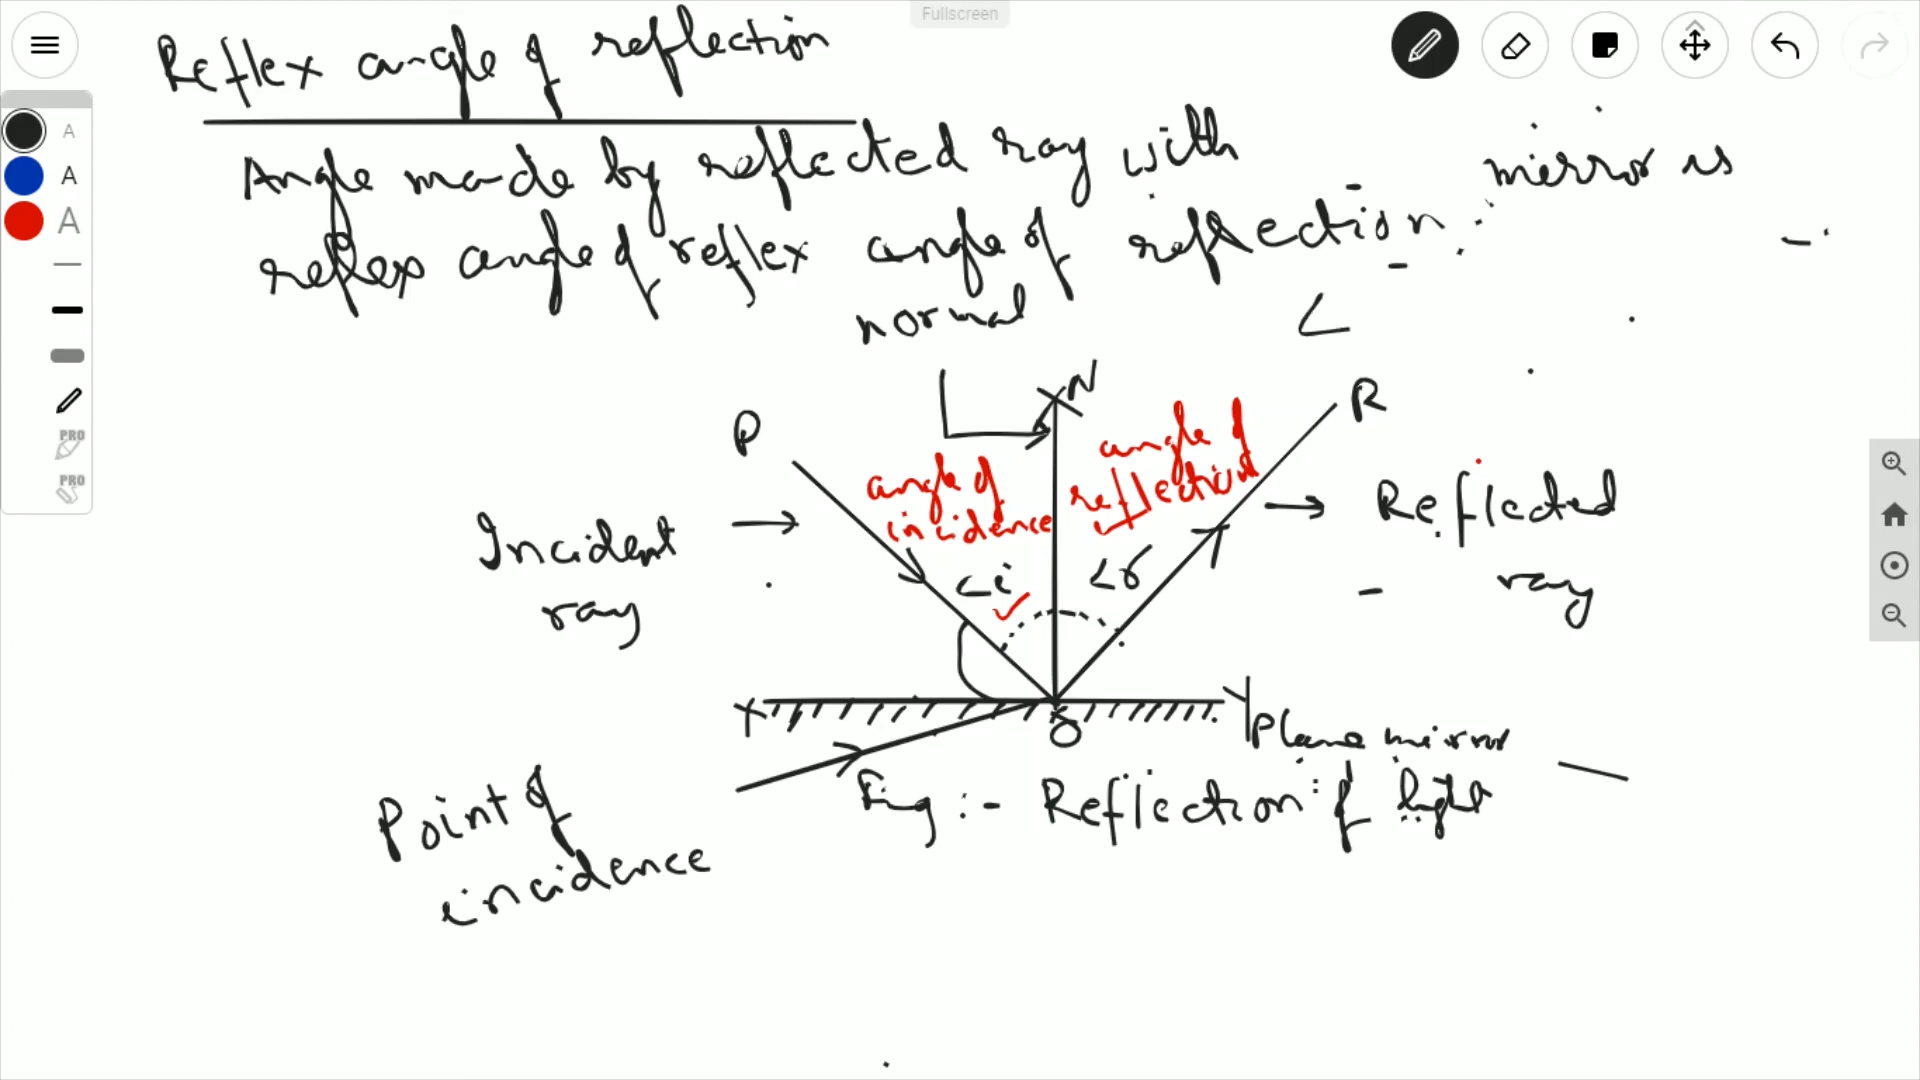 Fullscreen
Reflex angle of reflection
Angle made by reflected ray with
mirror is
reflex angle of reflex angle of reflection.
normal
N
P
R
angle of
incidence
angle of
reflection
Incident
ray
Reflected
ray
<i
<r
X
Y
O
Plane mirror
Fig :- Reflection of light
Point of
incidence
A
A
A
PRO
PRO